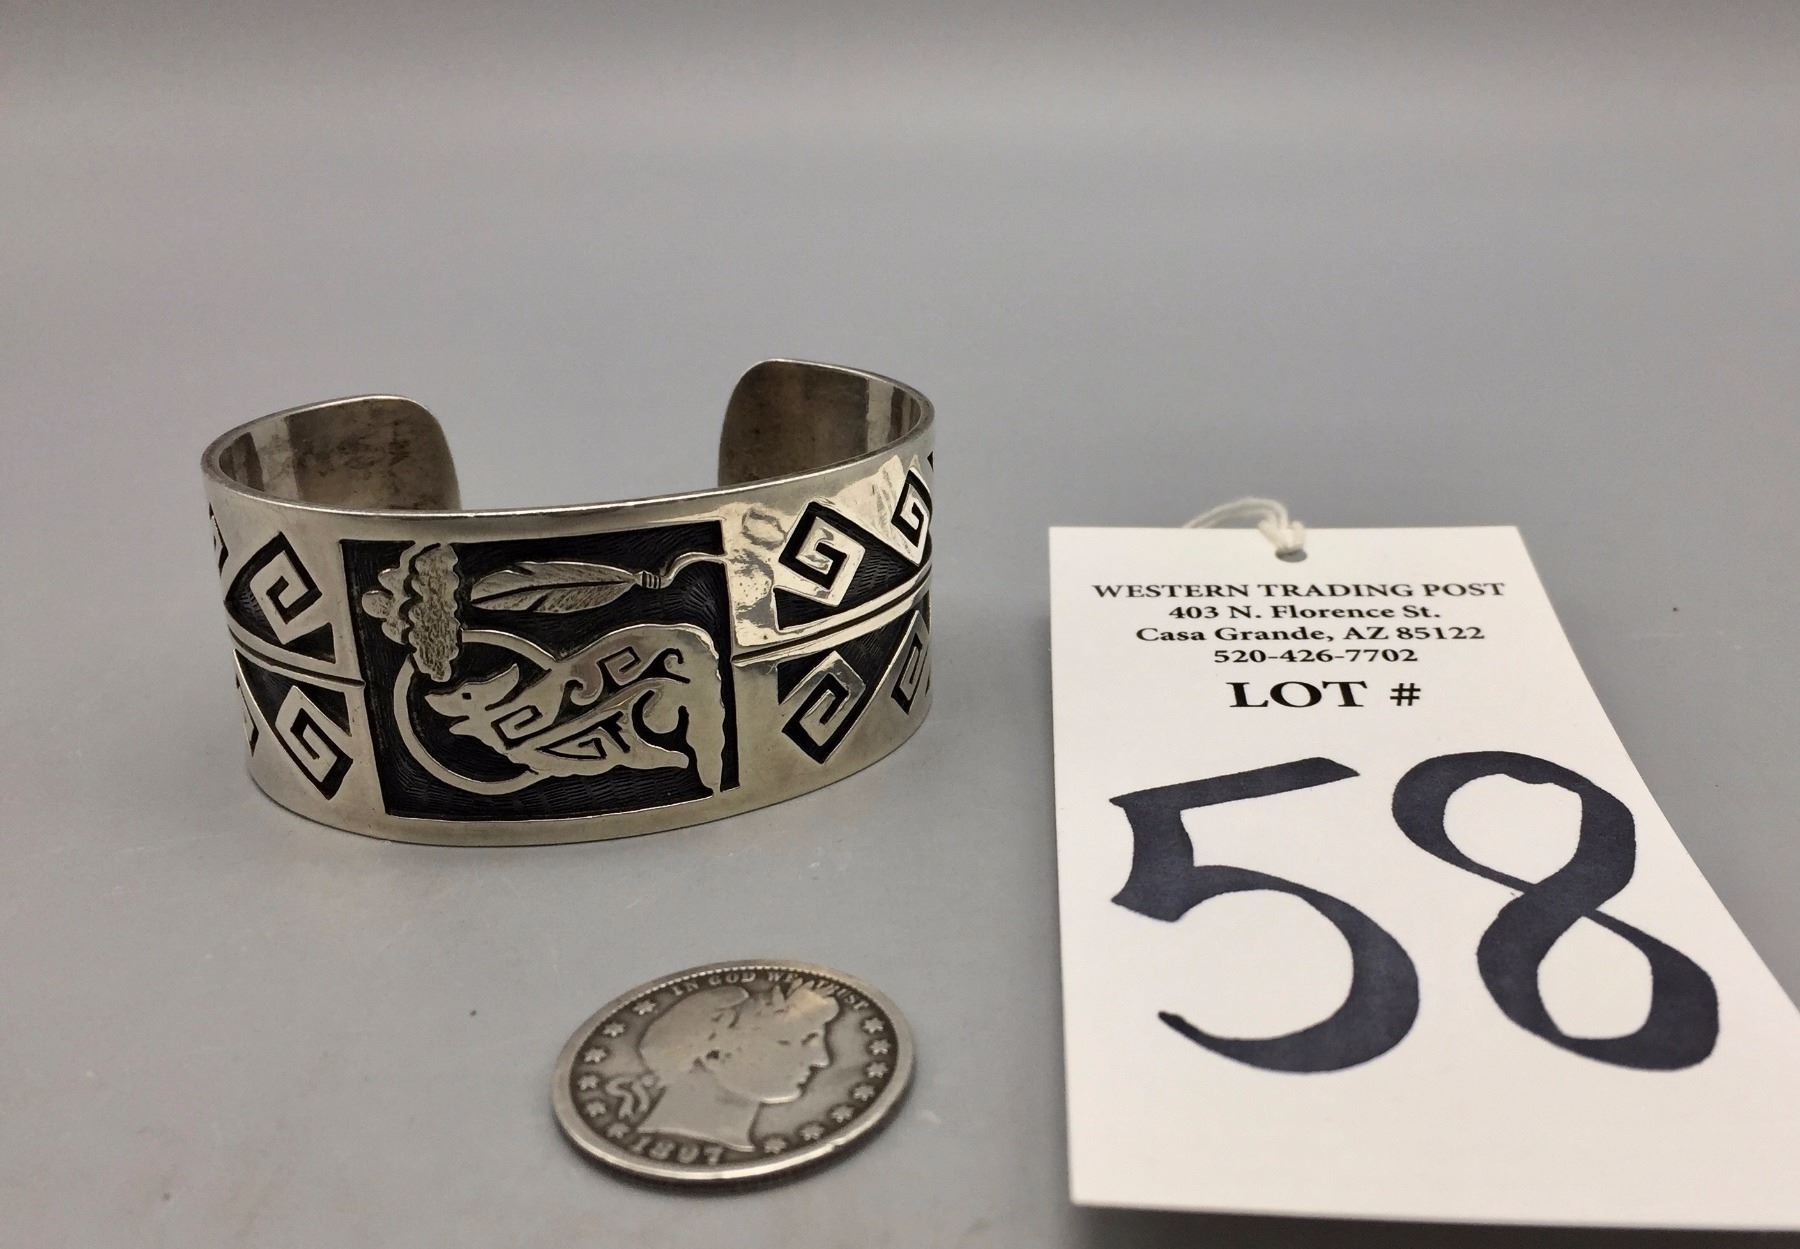 WESTERN TRADING POST
403 N. Florence St.
Casa Grande, AZ 85122
520-426-7702
LOT #
58
IN GOD WE TRUST
1897